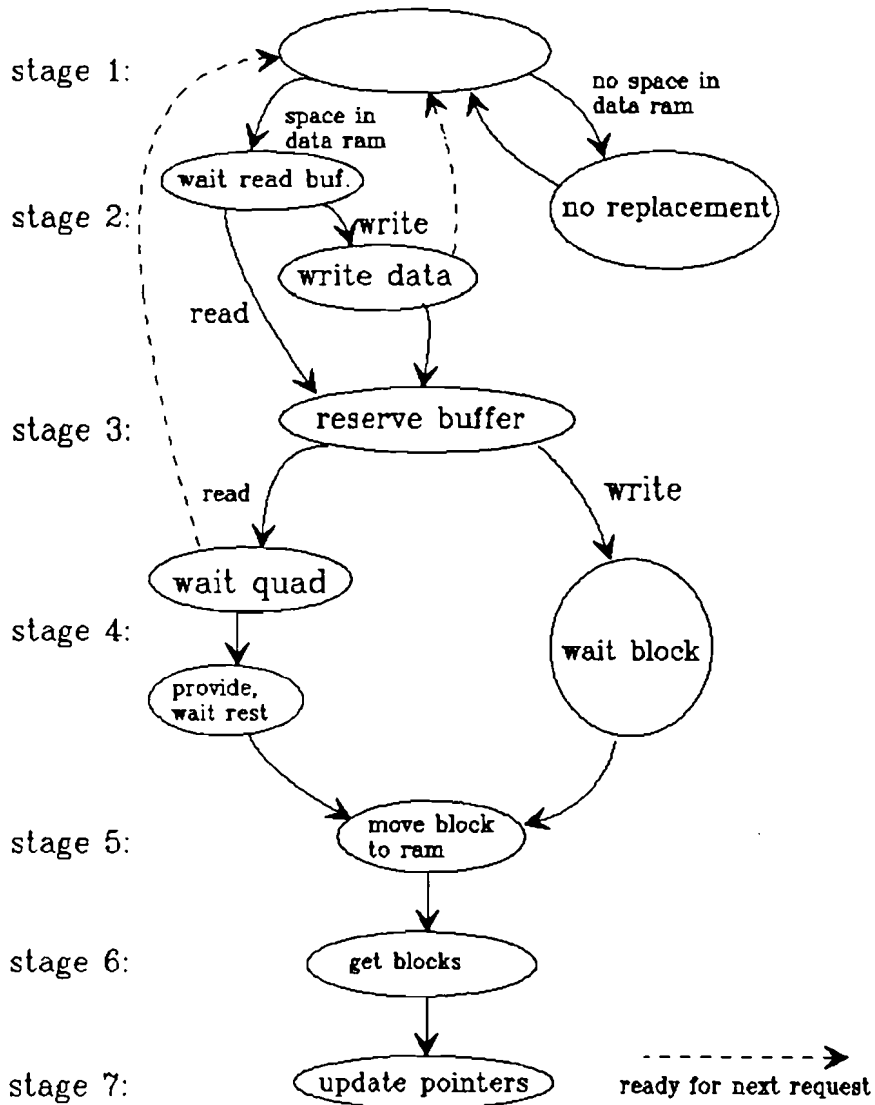 stage 1:
no space in
data ram
space in
data ram
wait read buf.
stage 2:
no replacement
write
write data
read
stage 3:
reserve buffer
read
write
wait quad
stage 4:
wait block
provide,
wait rest
stage 5:
move block
to ram
stage 6:
get blocks
stage 7:
update pointers
ready for next request